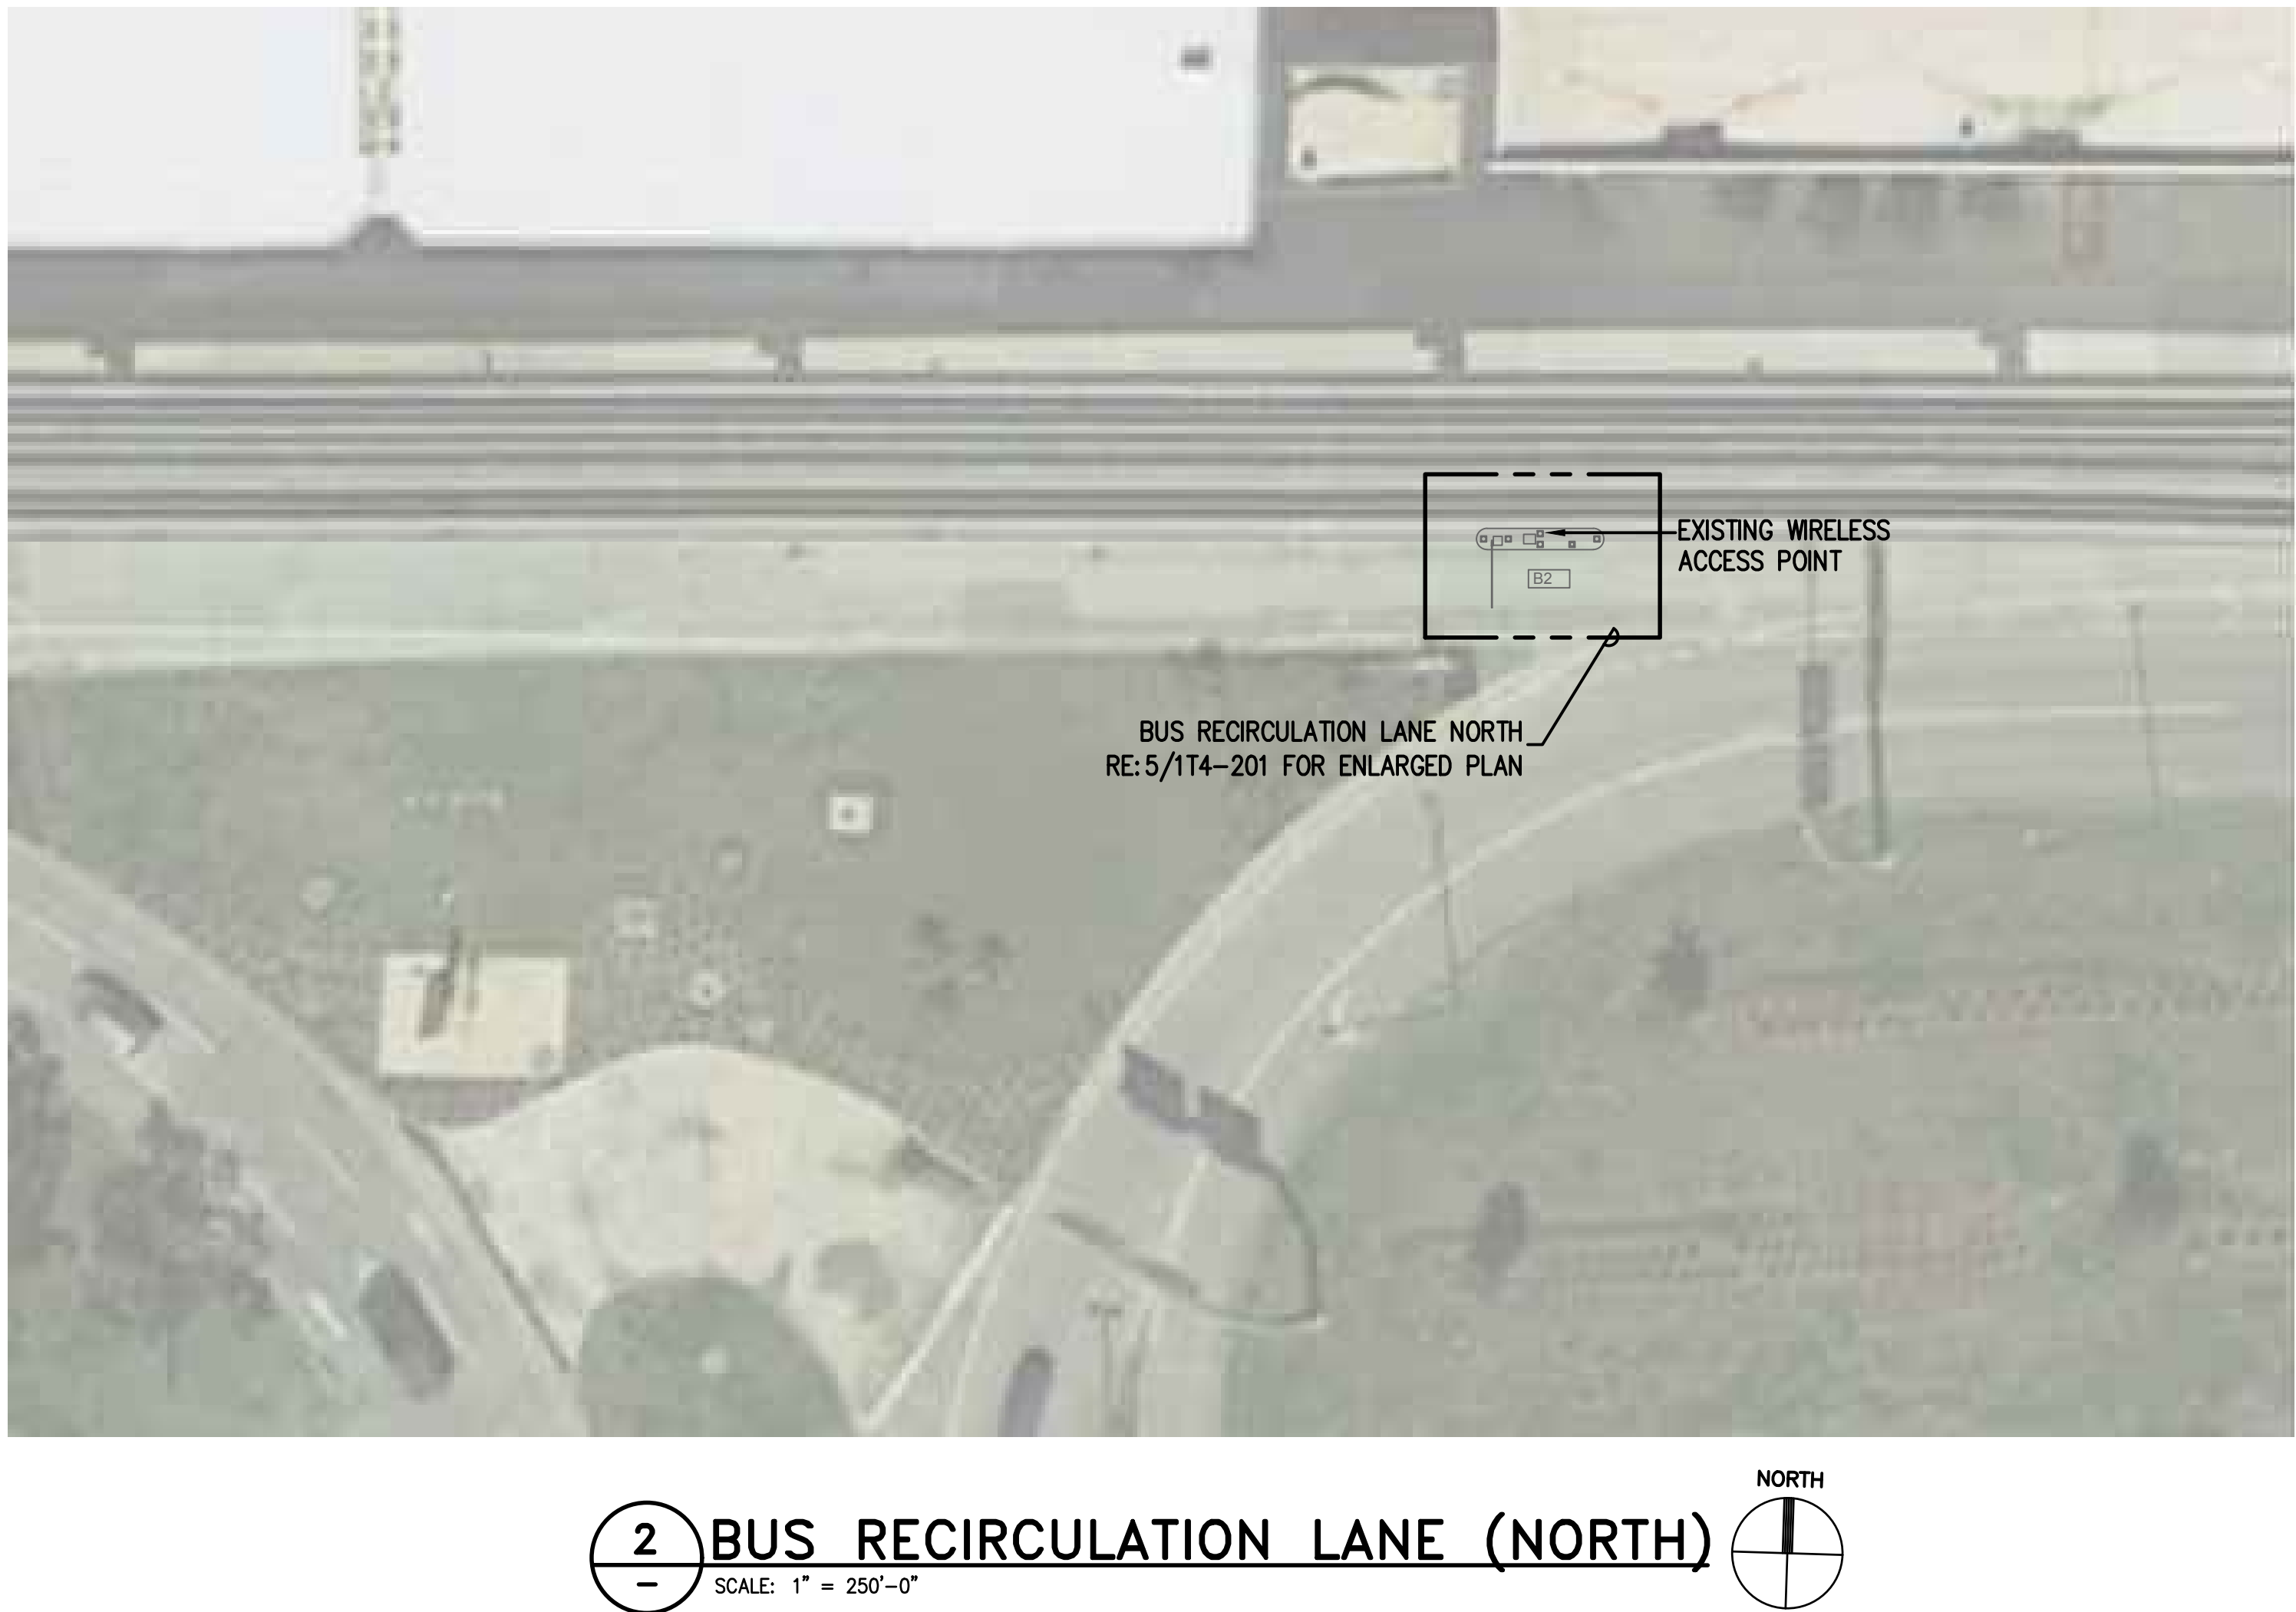 EXISTING WIRELESS
ACCESS POINT
B2
BUS RECIRCULATION LANE NORTH
RE: 5/1T4-201 FOR ENLARGED PLAN
NORTH
2
-
BUS RECIRCULATION LANE (NORTH)
SCALE: 1" = 250'-0"